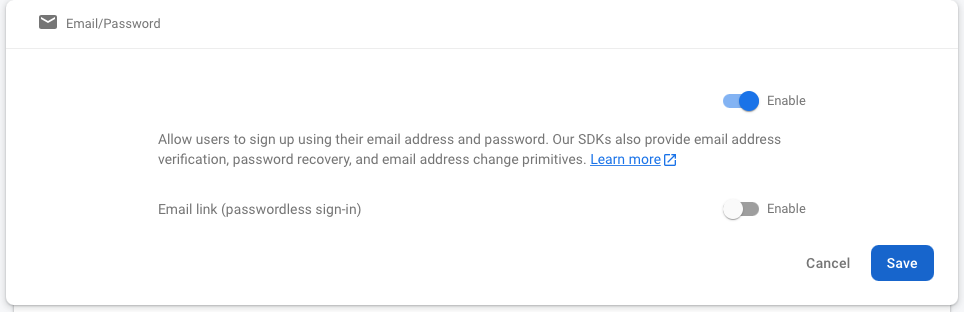 Email/Password
Enable
Allow users to sign up using their email address and password. Our SDKs also provide email address
verification, password recovery, and email address change primitives. Learn more
Email link (passwordless sign-in)
Enable
Cancel
Save